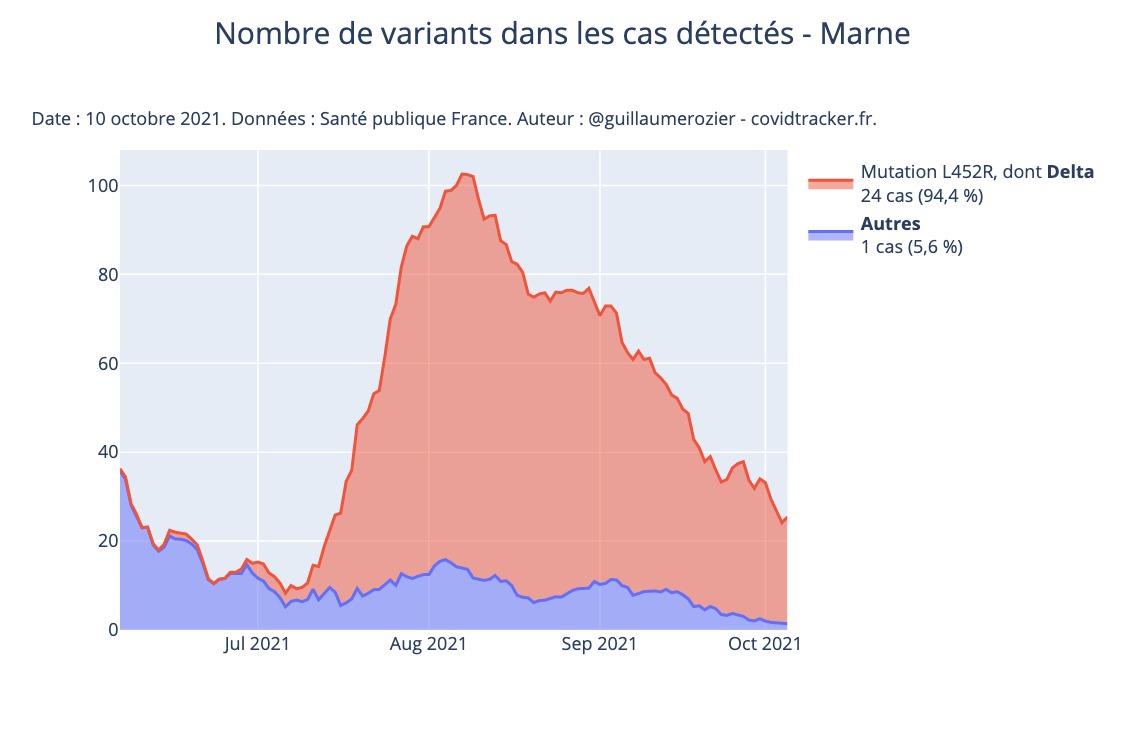 Nombre de variants dans les cas détectés - Marne
Date : 10 octobre 2021. Données : Santé publique France. Auteur : @guillaumerozier - covidtracker.fr.
Mutation L452R, dont Delta
24 cas (94,4 %)
Autres
1 cas (5,6 %)
100
80
60
40
20
0
Jul 2021
Aug 2021
Sep 2021
Oct 2021